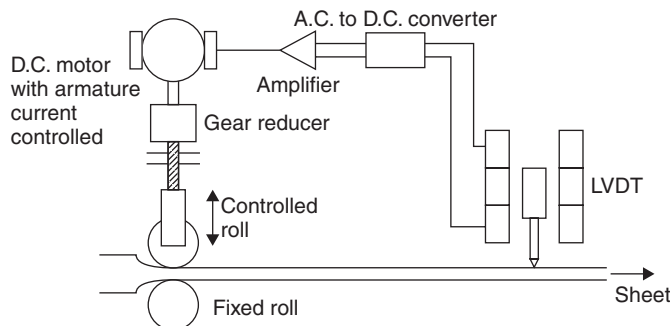 A.C. to D.C. converter
D.C. motor
with armature
current
controlled
Amplifier
Gear reducer
LVDT
Controlled
roll
Sheet
Fixed roll